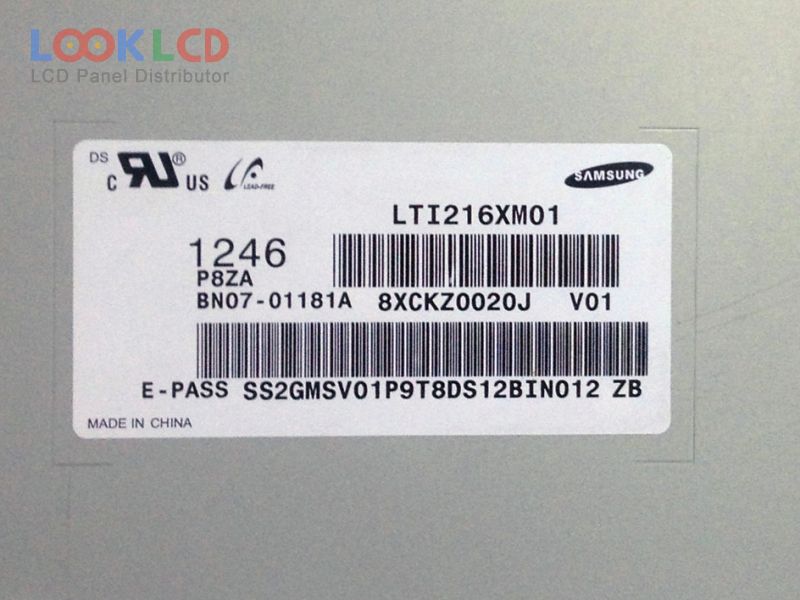 LOOKLCD
LCD Panel Distributor
DS
C RU® US
LEAD-FREE
SAMSUNG
LTI216XM01
1246
P8ZA
BN07-01181A 8XCKZ0020J V01
E-PASS SS2GMSV01P9T8DS12BIN012 ZB
MADE IN CHINA